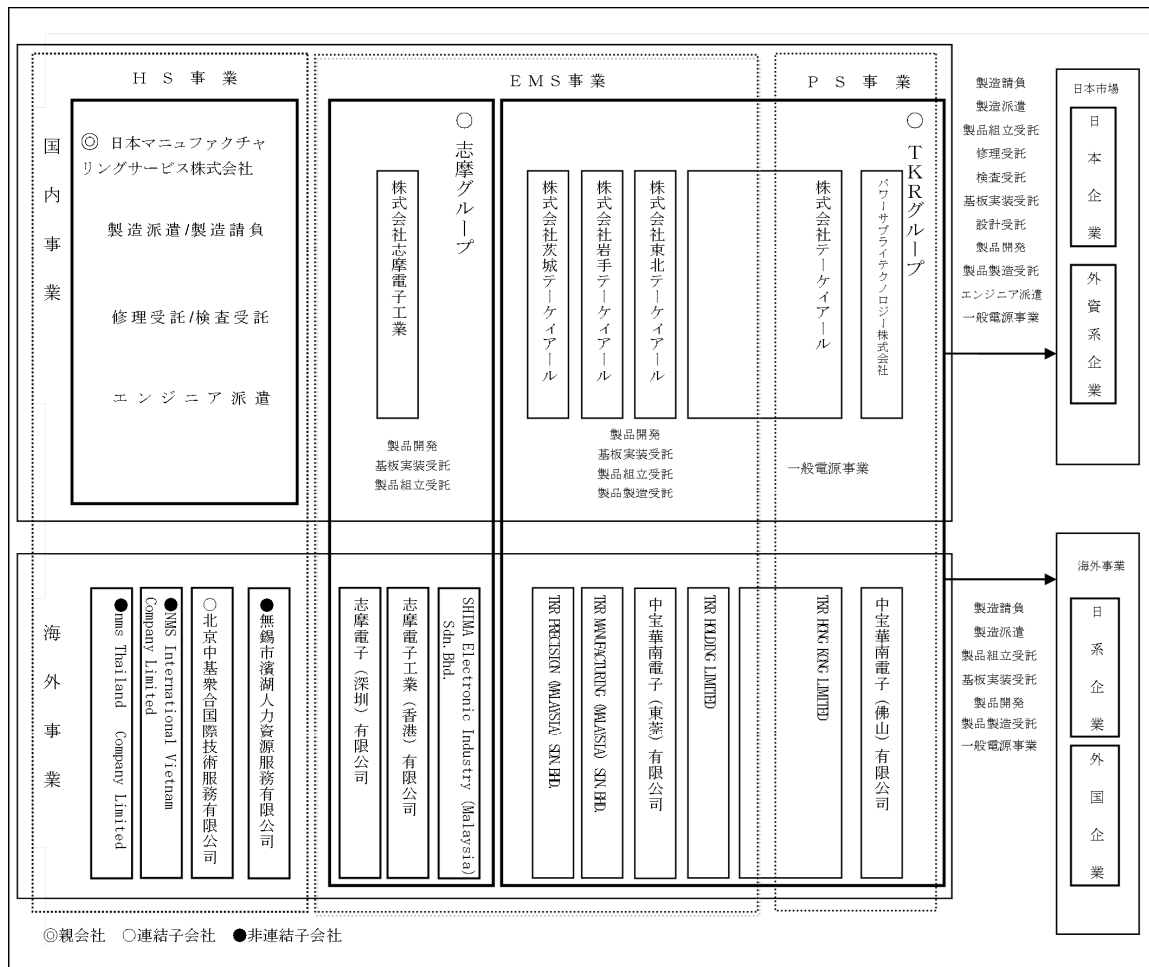 ＨＳ事業
ＥＭＳ事業
ＰＳ事業
国内事業
◎ 日本マニュファクチャ
リングサービス株式会社
製造派遣/製造請負
修理受託/検査受託
エンジニア派遣
○ 志摩グループ
株式会社志摩電子工業
製品開発
基板実装受託
製品組立受託
○ ＴＫＲグループ
株式会社茨城テーケィアール
株式会社岩手テーケィアール
株式会社東北テーケィアール
株式会社テーケイアール
パワーサプライテクノロジー株式会社
製品開発
基板実装受託
製品組立受託
製品製造受託
一般電源事業
製造請負
製造派遣
製品組立受託
修理受託
検査受託
基板実装受託
設計受託
製品開発
製品製造受託
エンジニア派遣
一般電源事業
日本市場
日本企業
外資系企業
海外事業
●nms Thailand Company Limited
●NMS International Vietnam
Company Limited
○北京中基衆合国際技術服務有限公司
●無錫市濱湖人力資源服務有限公司
志摩電子（深圳）有限公司
志摩電子工業（香港）有限公司
SHIMA Electronic Industry (Malaysia)
Sdn. Bhd.
TKR PRECISION (MALAYSIA) SDN. BHD.
TKR MANUFACTURING (MALAYSIA) SDN. BHD.
中宝華南電子（東莞）有限公司
TKR HOLDING LIMITED
TKR HONG KONG LIMITED
中宝華南電子（佛山）有限公司
製造請負
製造派遣
製品組立受託
基板実装受託
製品開発
製品製造受託
一般電源事業
海外事業
日系企業
外国企業
◎親会社 ○連結子会社 ●非連結子会社